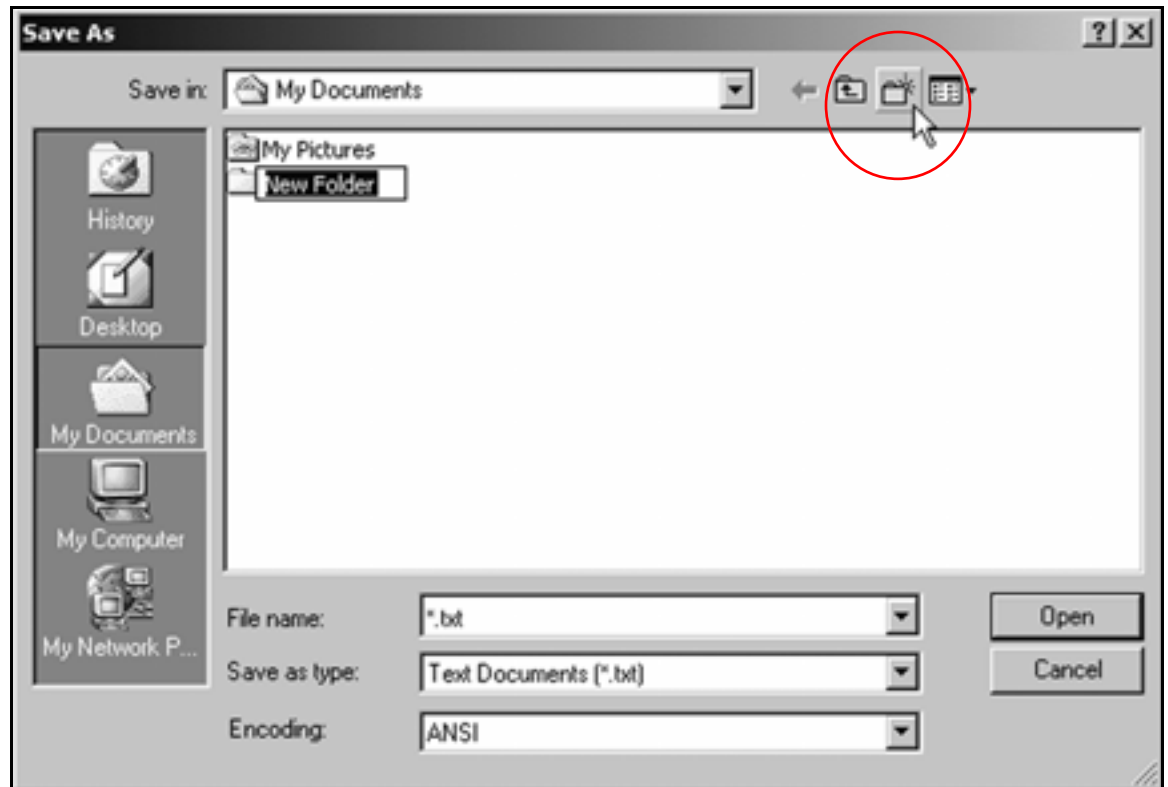 Save As
Save in:
My Documents
History
Desktop
My Documents
My Computer
My Network P...
My Pictures
New Folder
File name:
*.txt
Open
Save as type:
Text Documents (*.txt)
Cancel
Encoding:
ANSI